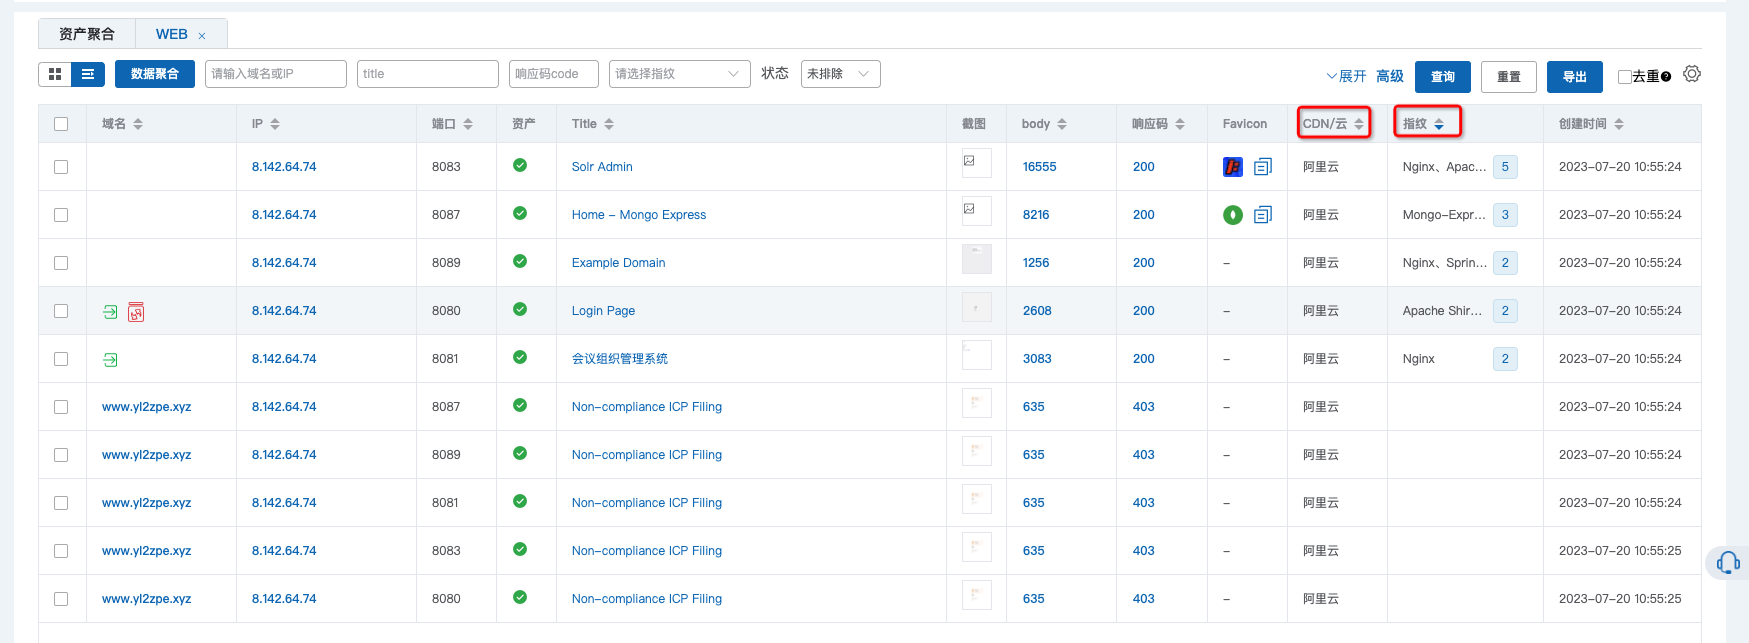 资产聚合 WEB ×
数据聚合 请输入域名或IP title 响应码code 请选择指纹 状态 未排除 展开 高级 查询 重置 导出 去重
域名 IP 端口 资产 Title 截图 body 响应码 Favicon CDN/云 指纹 创建时间
8.142.64.74 8083 Solr Admin 16555 200 阿里云 Nginx、Apac... 5 2023-07-20 10:55:24
8.142.64.74 8087 Home - Mongo Express 8216 200 阿里云 Mongo-Expr... 3 2023-07-20 10:55:24
8.142.64.74 8089 Example Domain 1256 200 - 阿里云 Nginx、Sprin... 2 2023-07-20 10:55:24
8.142.64.74 8080 Login Page 2608 200 - 阿里云 Apache Shir... 2 2023-07-20 10:55:24
8.142.64.74 8081 会议组织管理系统 3083 200 - 阿里云 Nginx 2 2023-07-20 10:55:24
www.yl2zpe.xyz 8.142.64.74 8087 Non-compliance ICP Filing 635 403 - 阿里云 2023-07-20 10:55:24
www.yl2zpe.xyz 8.142.64.74 8089 Non-compliance ICP Filing 635 403 - 阿里云 2023-07-20 10:55:24
www.yl2zpe.xyz 8.142.64.74 8081 Non-compliance ICP Filing 635 403 - 阿里云 2023-07-20 10:55:24
www.yl2zpe.xyz 8.142.64.74 8083 Non-compliance ICP Filing 635 403 - 阿里云 2023-07-20 10:55:25
www.yl2zpe.xyz 8.142.64.74 8080 Non-compliance ICP Filing 635 403 - 阿里云 2023-07-20 10:55:25